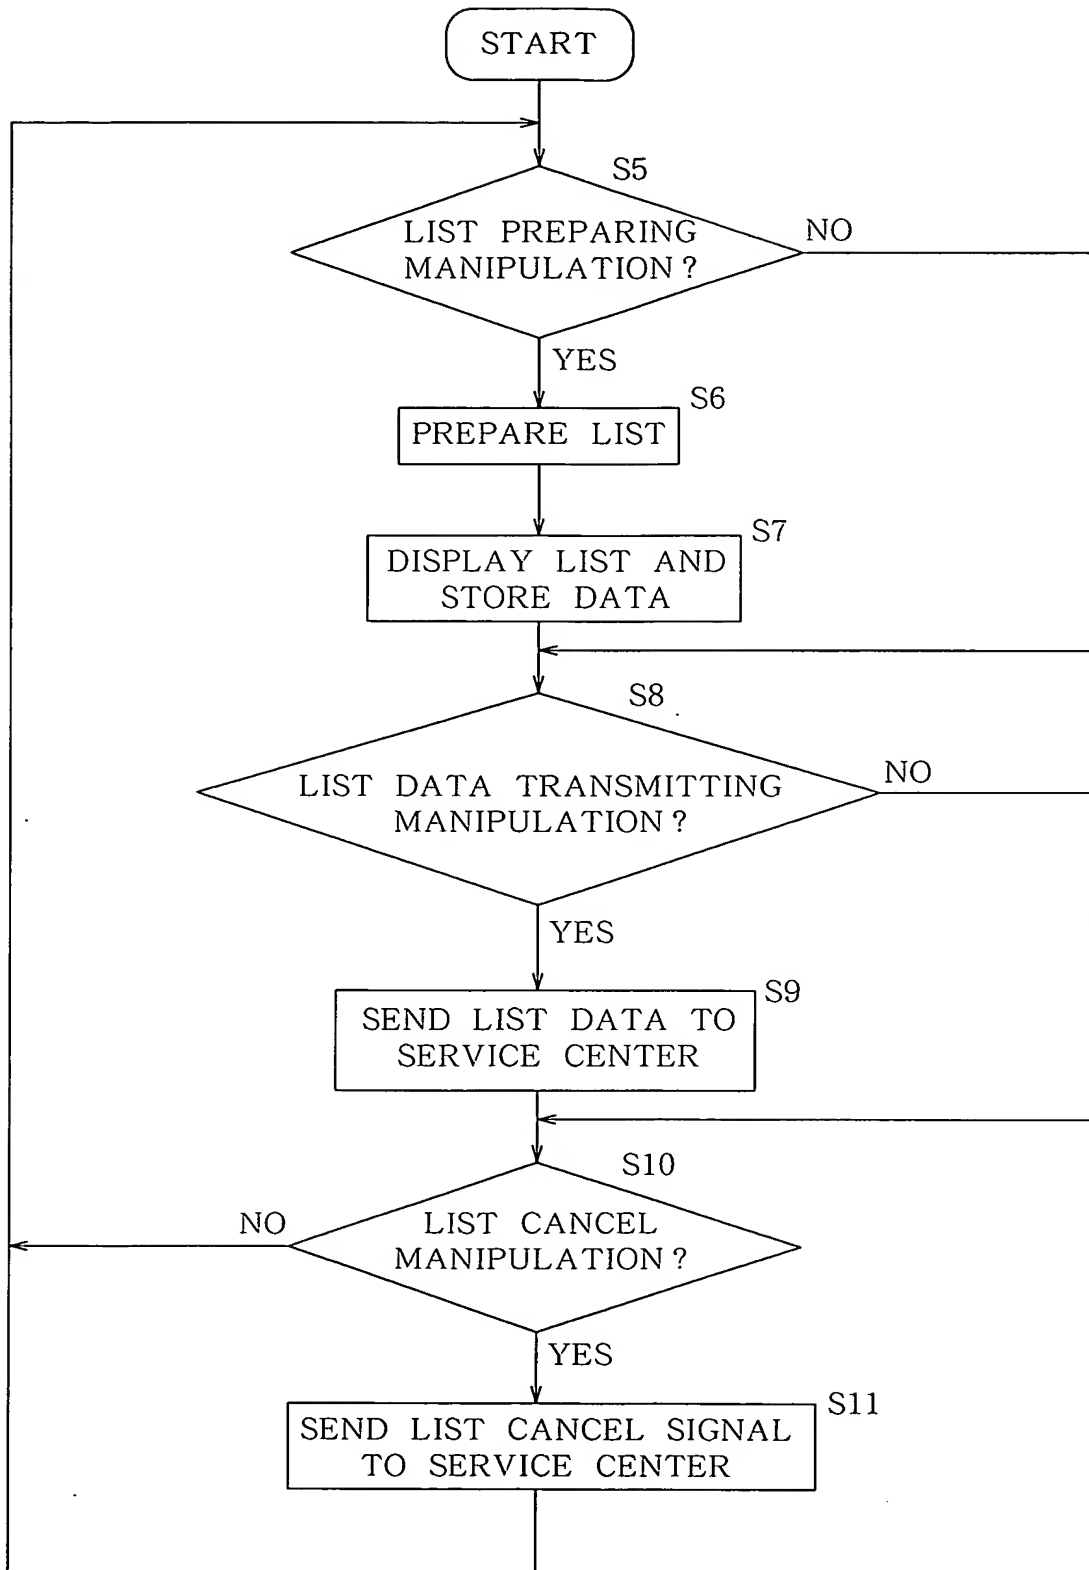 START
S5
LIST PREPARING
MANIPULATION?
NO
YES
S6
PREPARE LIST
S7
DISPLAY LIST AND
STORE DATA
S8
LIST DATA TRANSMITTING
MANIPULATION?
NO
YES
S9
SEND LIST DATA TO
SERVICE CENTER
S10
LIST CANCEL
MANIPULATION?
NO
YES
S11
SEND LIST CANCEL SIGNAL
TO SERVICE CENTER